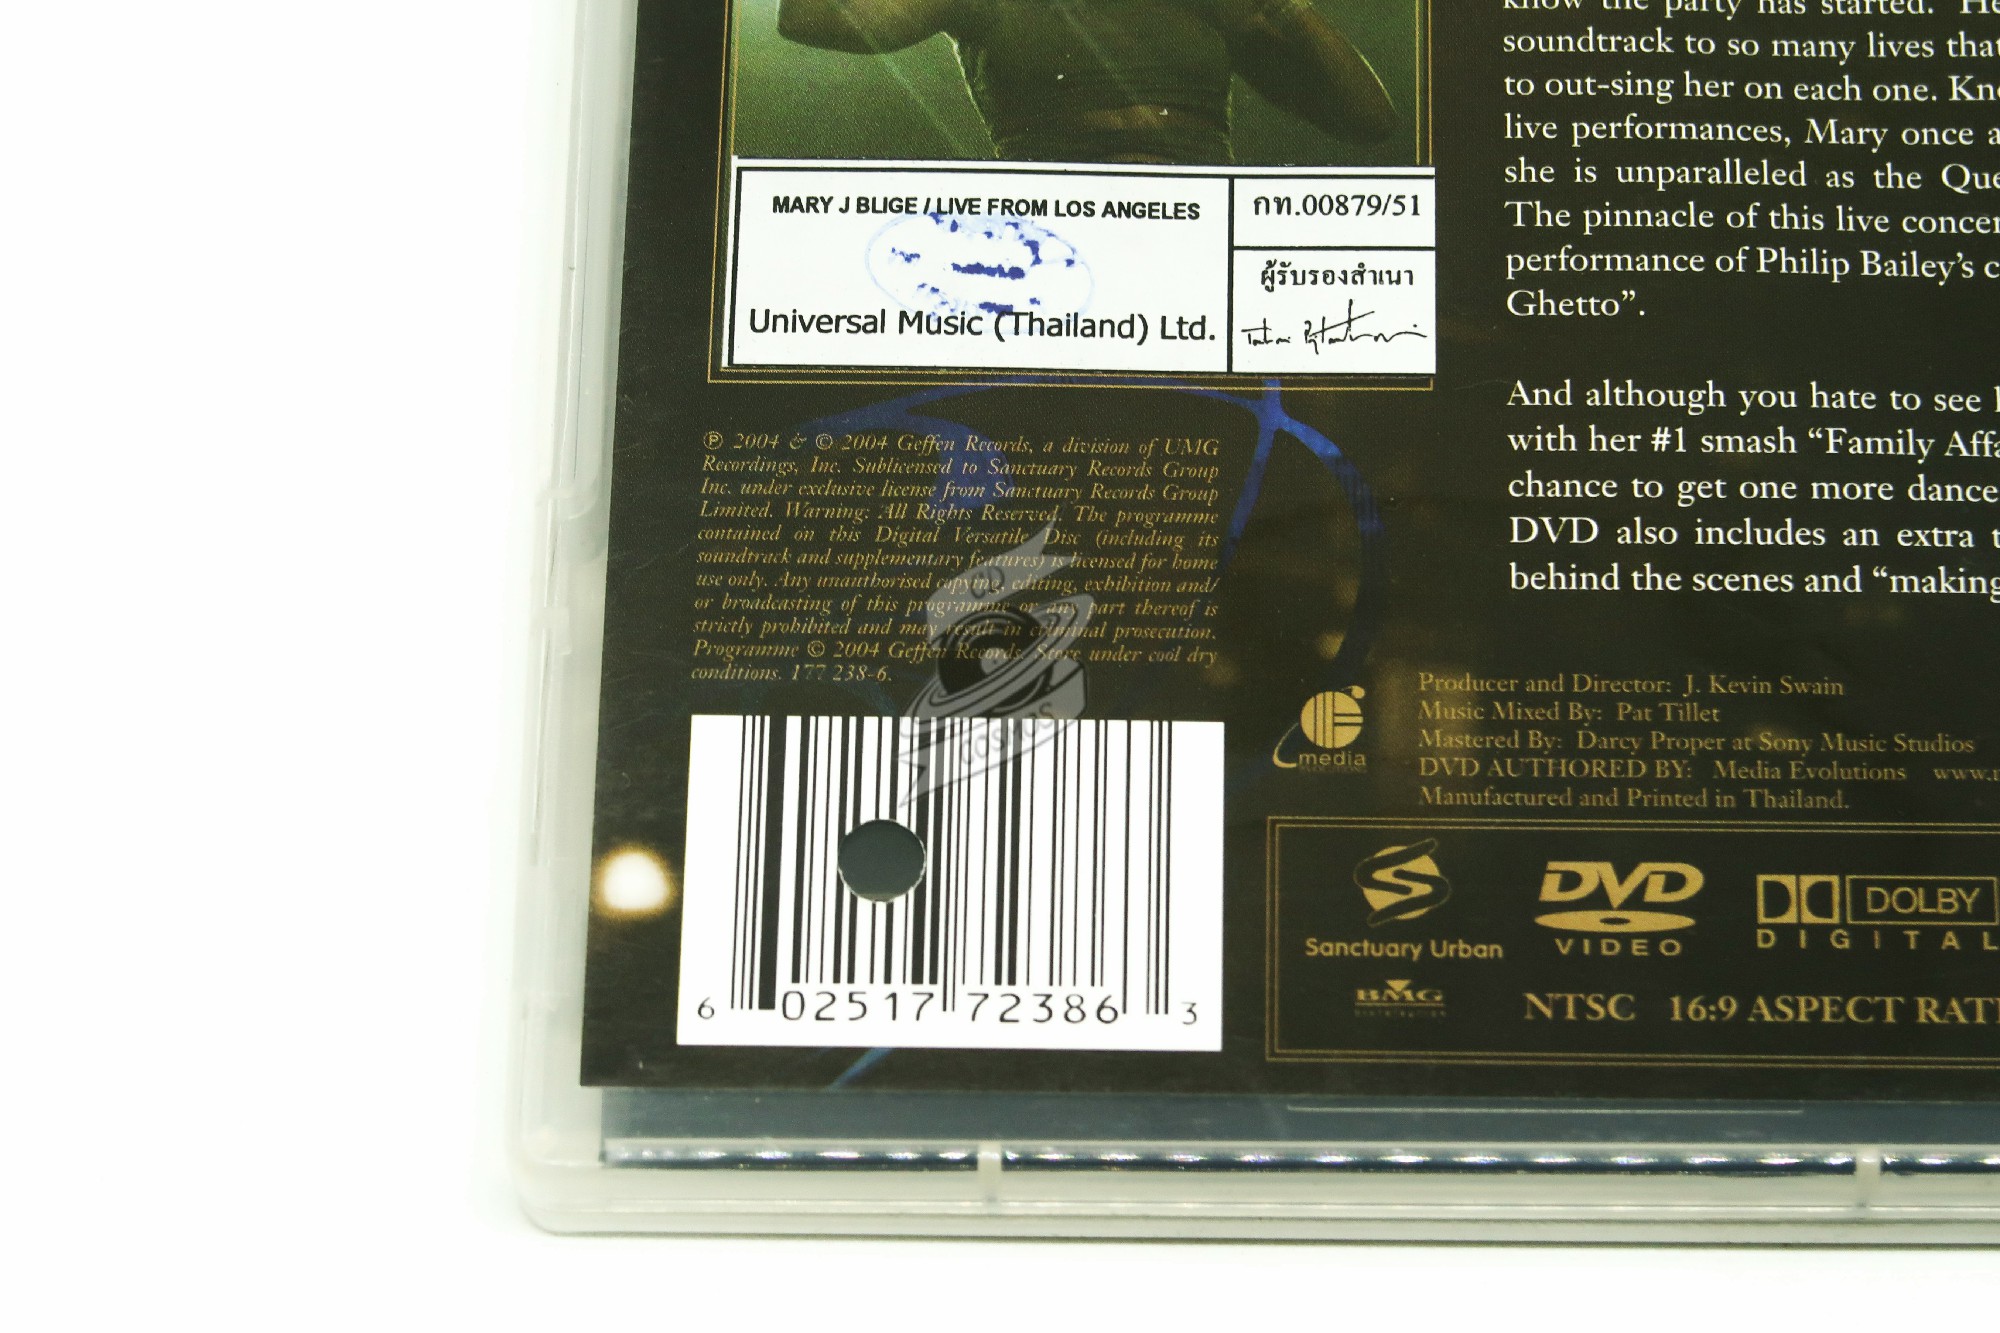 know the party has started. He
soundtrack to so many lives that
to out-sing her on each one. Kno
live performances, Mary once a
she is unparalleled as the Que
The pinnacle of this live concer
performance of Philip Bailey's c
Ghetto".
And although you hate to see h
with her #1 smash "Family Affa
chance to get one more dance
DVD also includes an extra t
behind the scenes and "making
MARY J BLIGE / LIVE FROM LOS ANGELES
Universal Music (Thailand) Ltd.
กท.00879/51
ผู้รับรองสำเนา
℗ 2004 & © 2004 Geffen Records, a division of UMG
Recordings, Inc. Sublicensed to Sanctuary Records Group
Inc. under exclusive license from Sanctuary Records Group
Limited. Warning: All Rights Reserved. The programme
contained on this Digital Versatile Disc (including its
soundtrack and supplementary features) is licensed for home
use only. Any unauthorised copying, editing, exhibition and/
or broadcasting of this programme or any part thereof is
strictly prohibited and may result in criminal prosecution.
Programme © 2004 Geffen Records. Store under cool dry
conditions. 177 238-6.
COSMOS
6 02517 72386 3
media
Producer and Director: J. Kevin Swain
Music Mixed By: Pat Tillet
Mastered By: Darcy Proper at Sony Music Studios
DVD AUTHORED BY: Media Evolutions www.
Manufactured and Printed in Thailand.
Sanctuary Urban
BMG
DVD
VIDEO
DOLBY
DIGITAL
NTSC 16:9 ASPECT RATI